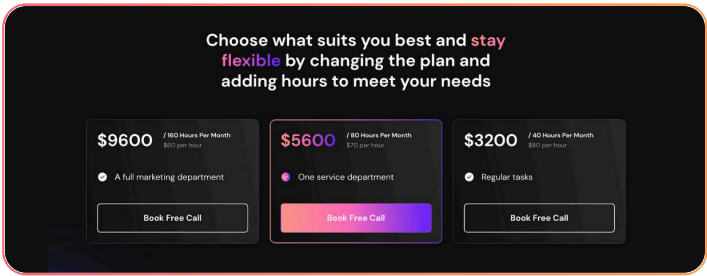 Choose what suits you best and stay
flexible by changing the plan and
adding hours to meet your needs
$9600 / 160 Hours Per Month
$60 per hour
A full marketing department
Book Free Call
$5600 / 80 Hours Per Month
$70 per hour
One service department
Book Free Call
$3200 / 40 Hours Per Month
$80 per hour
Regular tasks
Book Free Call